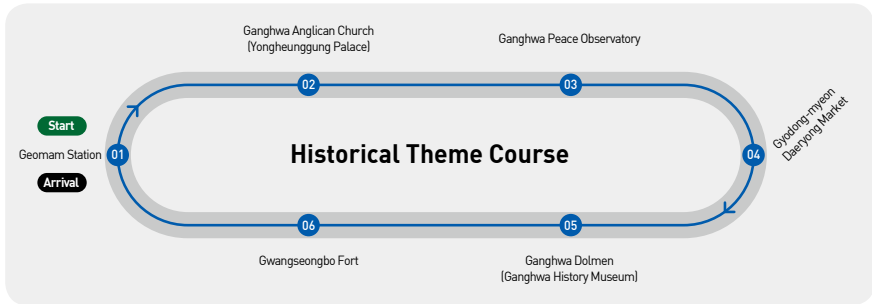 Ganghwa Anglican Church
(Yongheunggung Palace)
Ganghwa Peace Observatory
02
03
Start
Geomam Station
01
Arrival
Historical Theme Course
04
Gyodong-myeon
Daeryong Market
06
05
Gwangseongbo Fort
Ganghwa Dolmen
(Ganghwa History Museum)